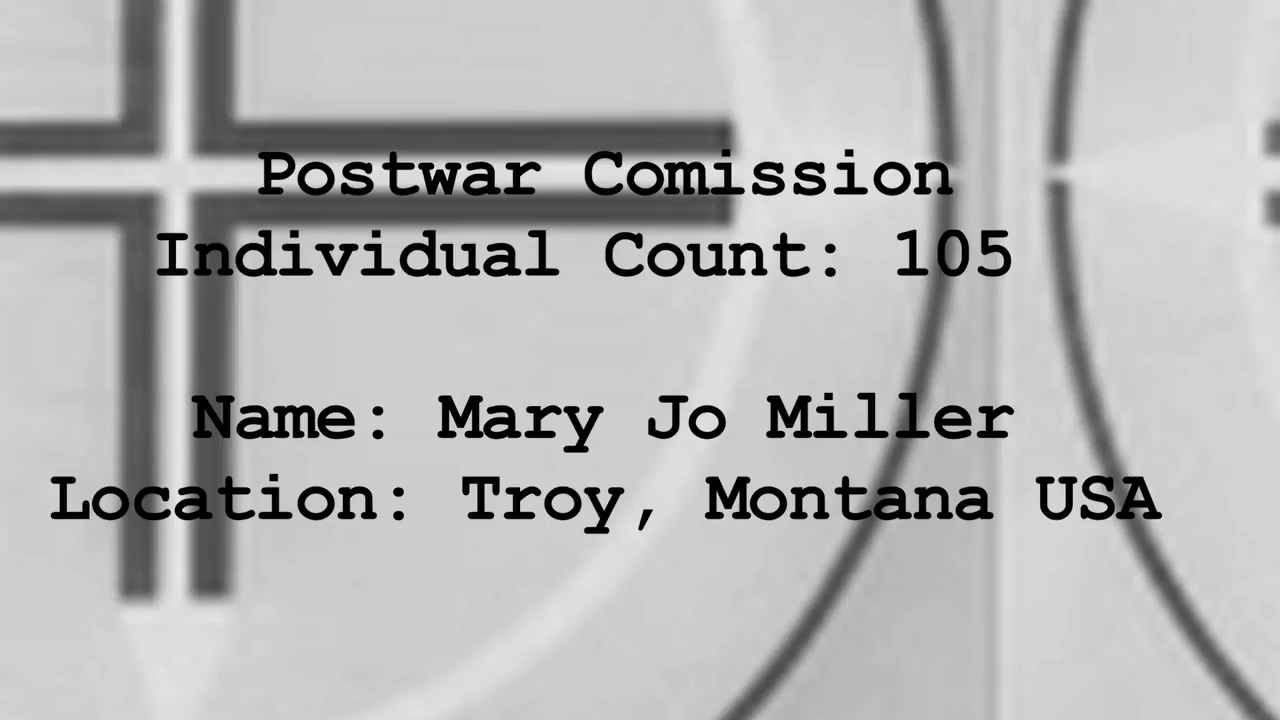 Postwar Comission
Individual Count: 105
Name: Mary Jo Miller
Location: Troy, Montana USA